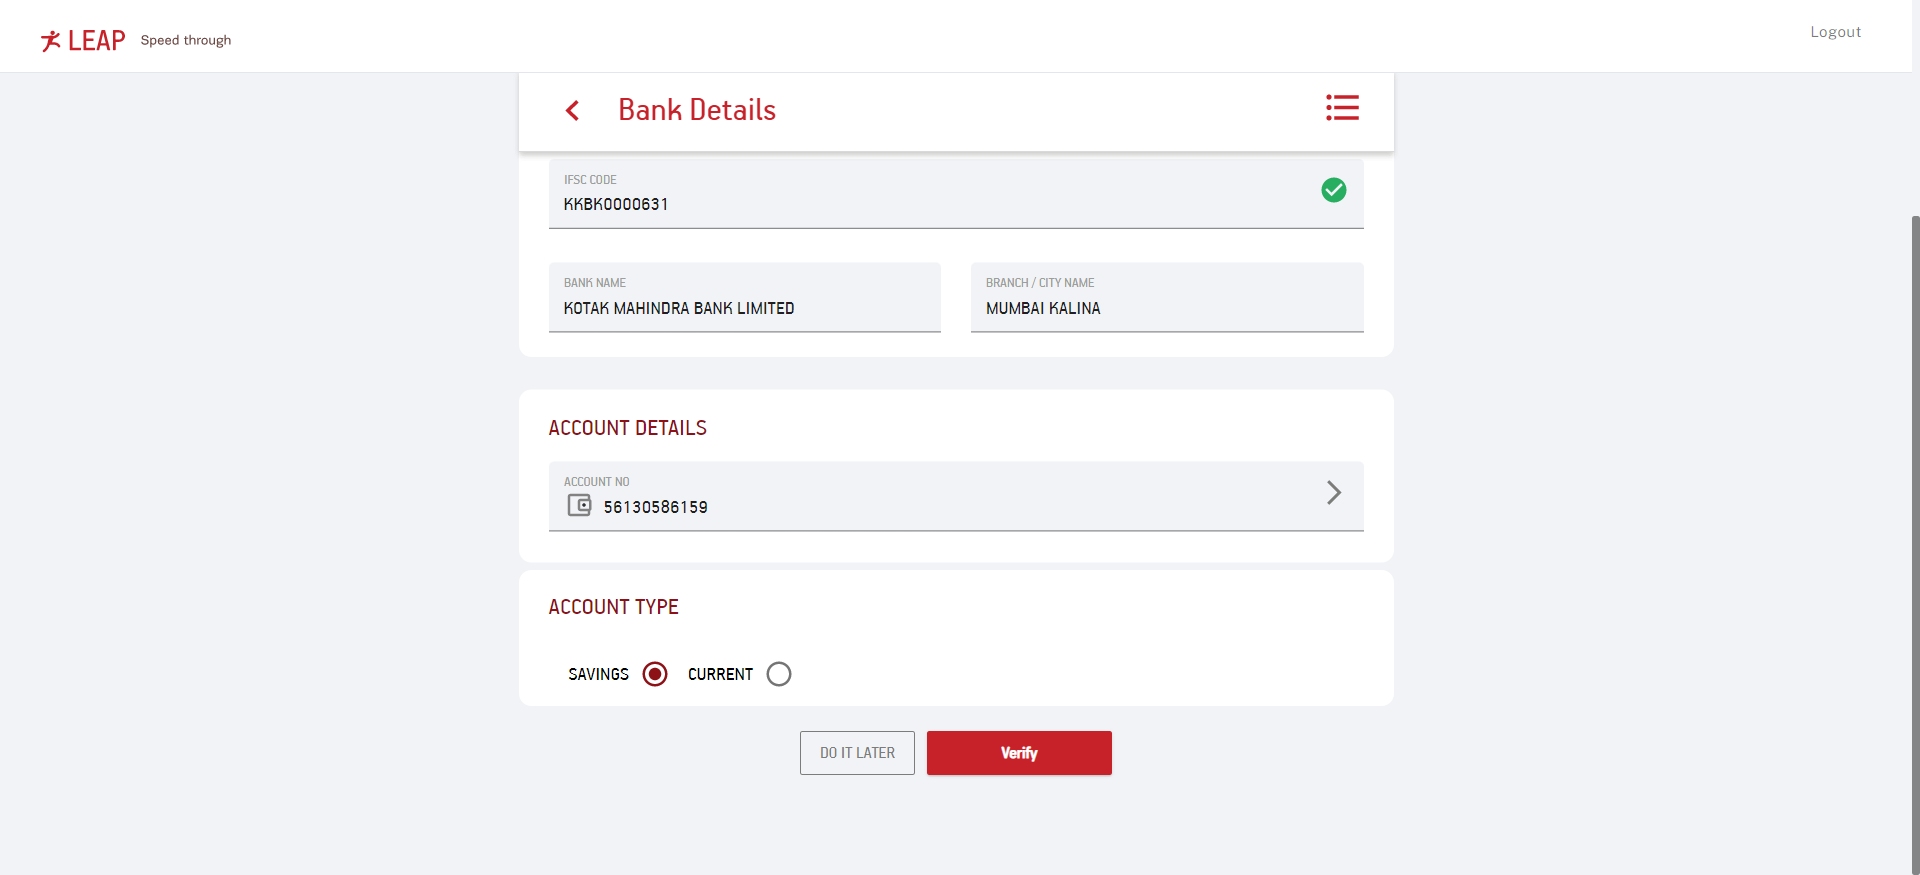 LEAP Speed through
Logout
Bank Details
IFSC CODE
KKBK0000631
BANK NAME
KOTAK MAHINDRA BANK LIMITED
BRANCH / CITY NAME
MUMBAI KALINA
ACCOUNT DETAILS
ACCOUNT NO
56130586159
ACCOUNT TYPE
SAVINGS CURRENT
DO IT LATER Verify